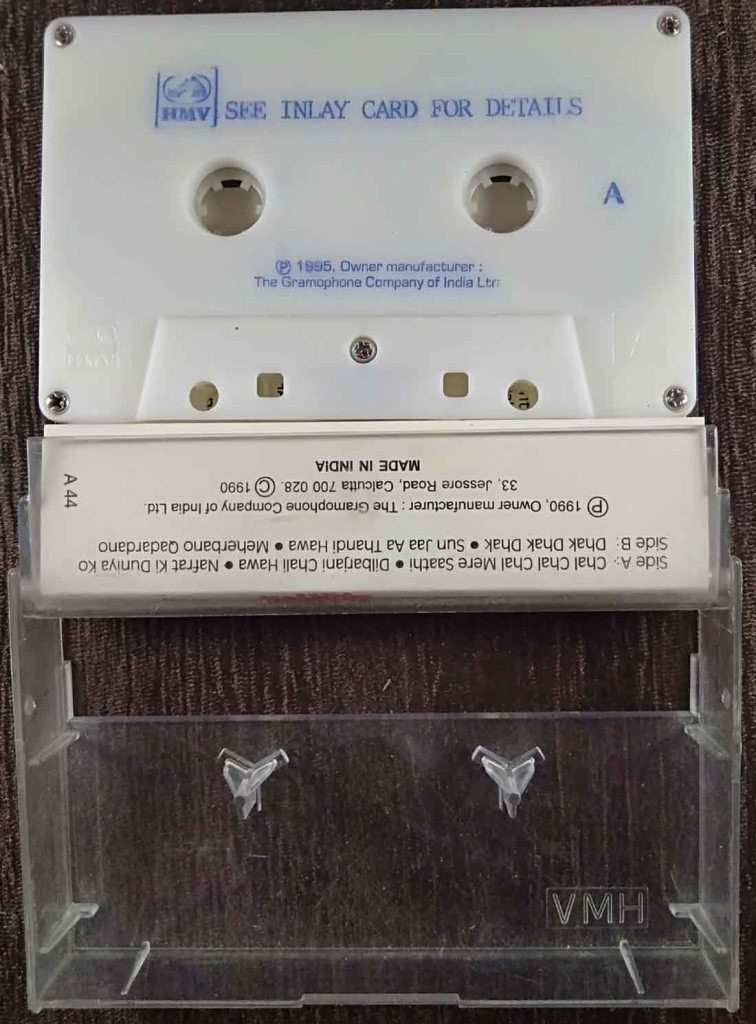 HMV SEE INLAY CARD FOR DETAILS
A
℗ 1995, Owner manufacturer :
The Gramophone Company of India Ltd
HMV
Side A: Chal Chal Chal Mere Saathi ● Dilbarjani Chali Hawa ● Nafrat Ki Duniya Ko
Side B: Dhak Dhak Dhak ● Sun Jaa Aa Thandi Hawa ● Meherbano Qadardano
℗ 1990, Owner manufacturer : The Gramophone Company of India Ltd.
33, Jessore Road, Calcutta 700 028. © 1990
MADE IN INDIA
A 44
VMH